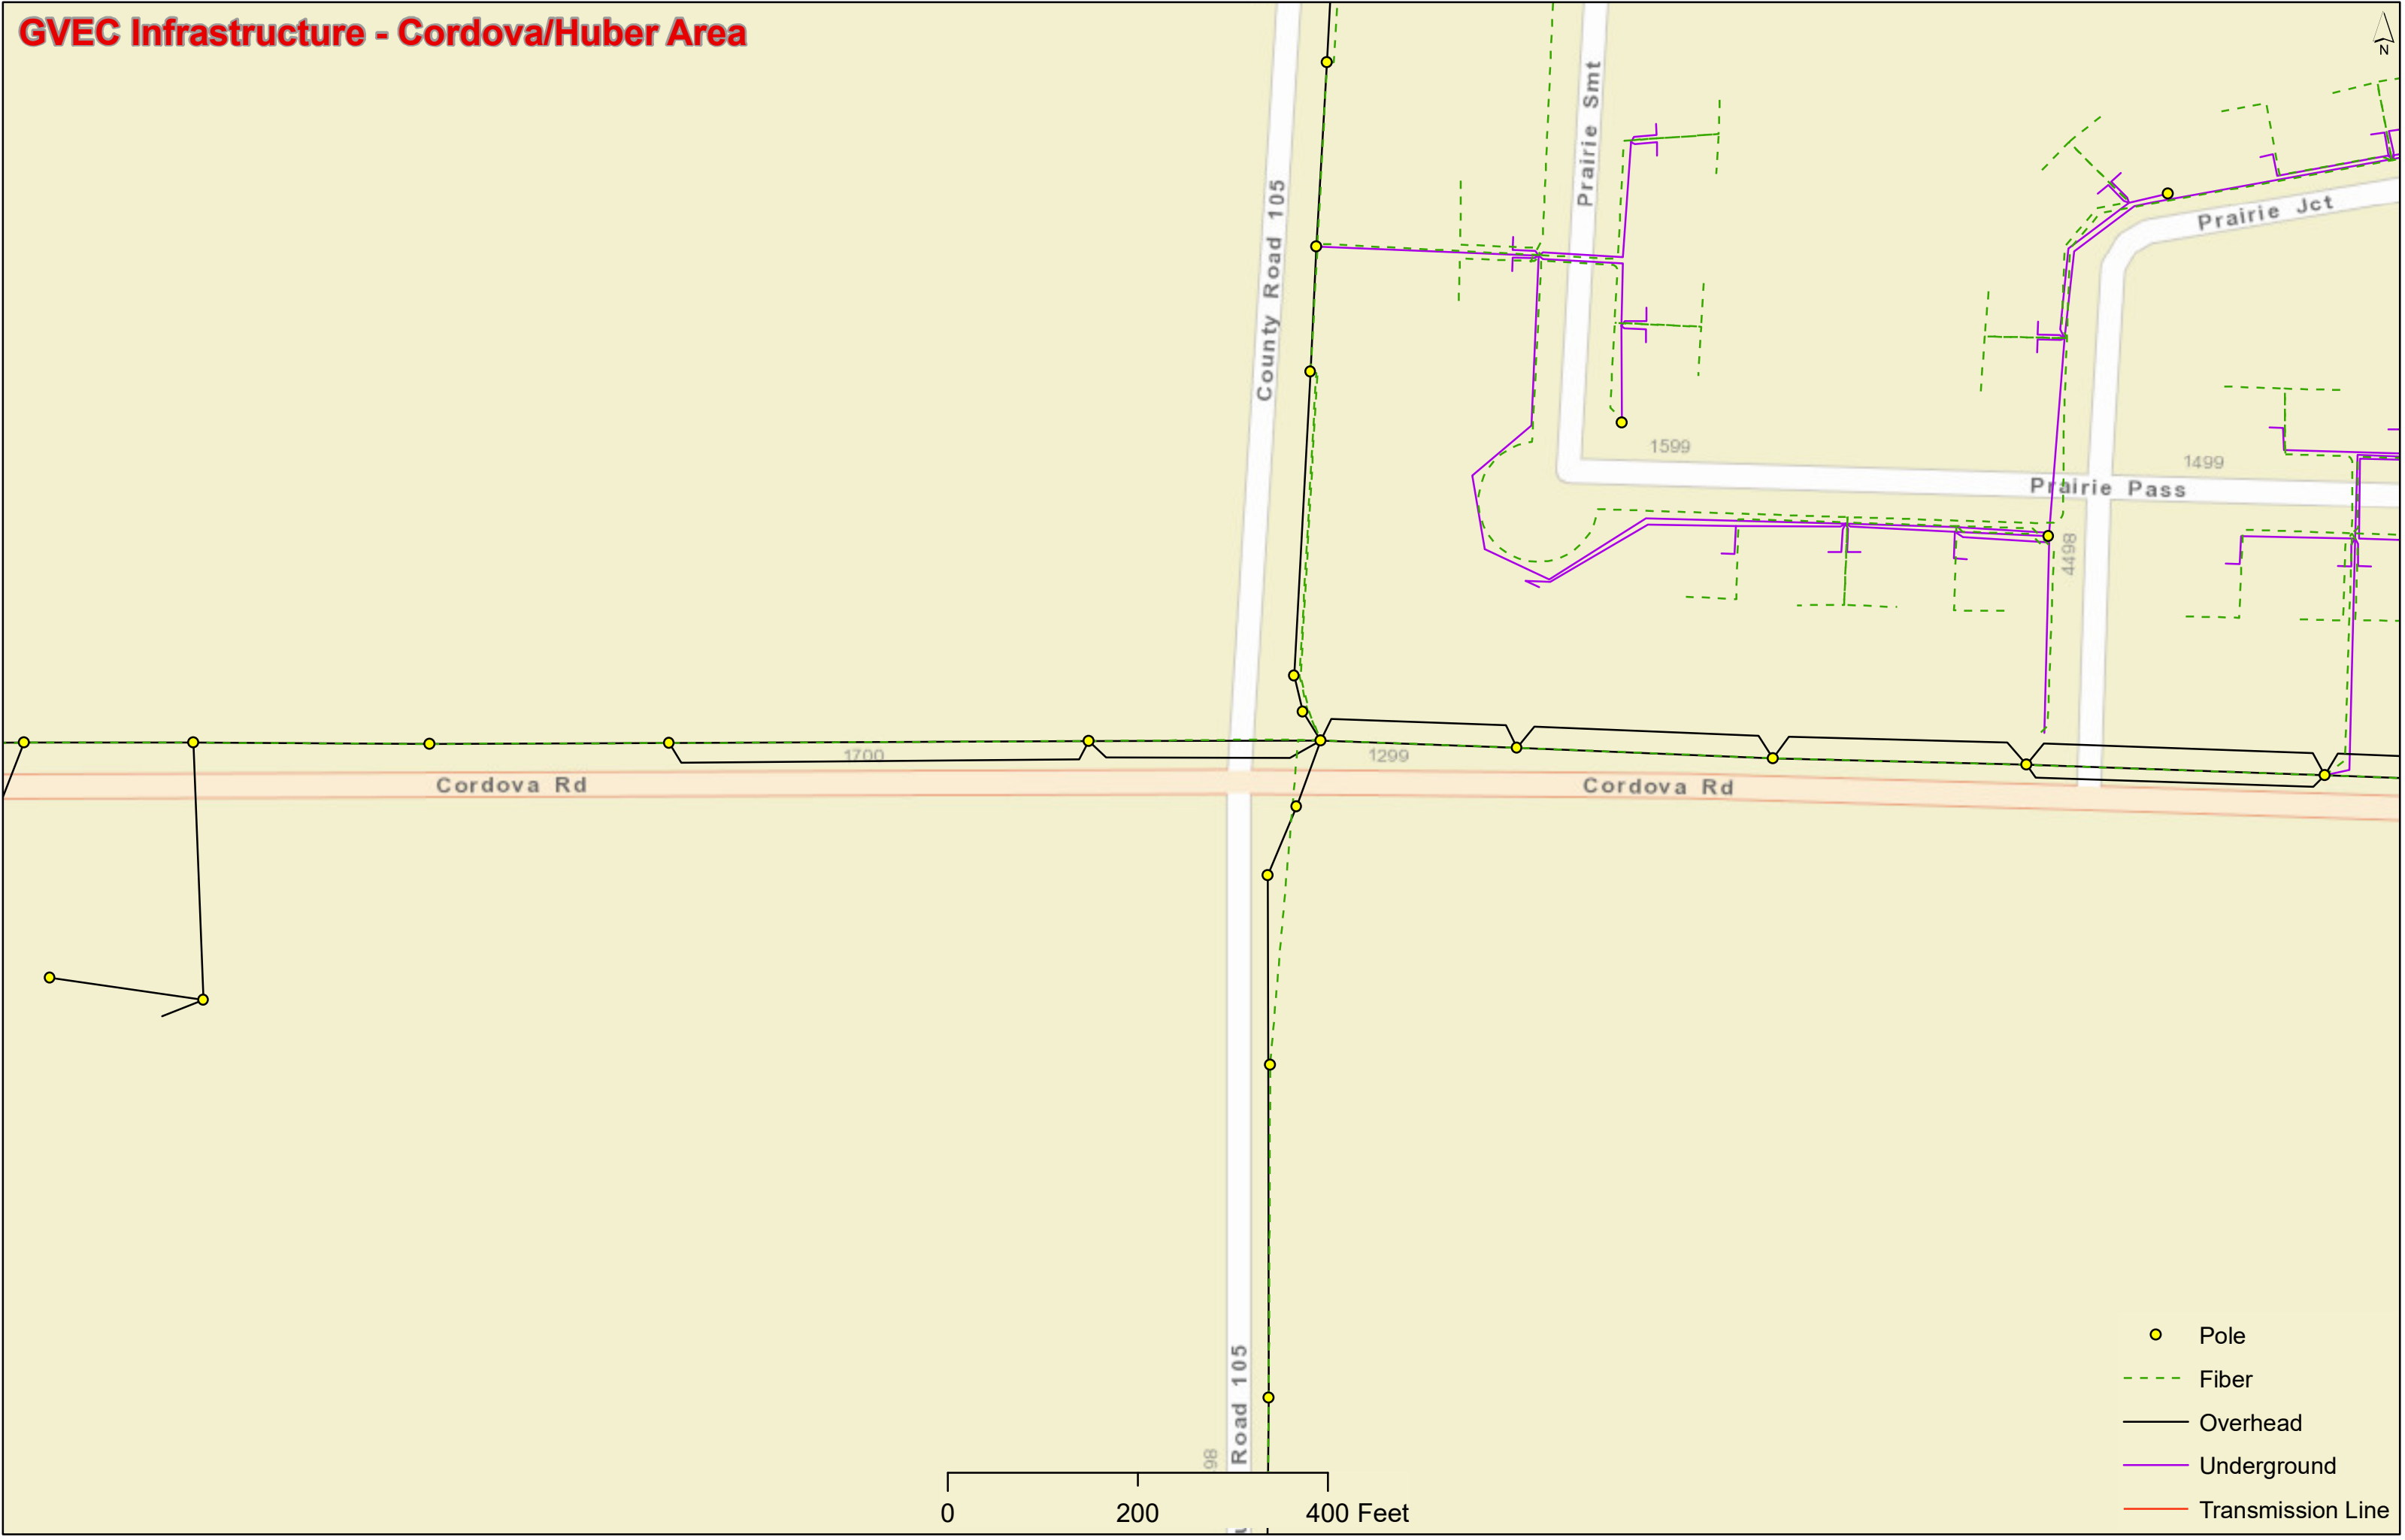 GVEC Infrastructure - Cordova/Huber Area
N
Prairie Smt
County Road 105
Prairie Jct
1599
1499
Prairie Pass
4498
1700
1299
Cordova Rd
Cordova Rd
Road 105
98
Pole
Fiber
Overhead
Underground
Transmission Line
0 200 400 Feet